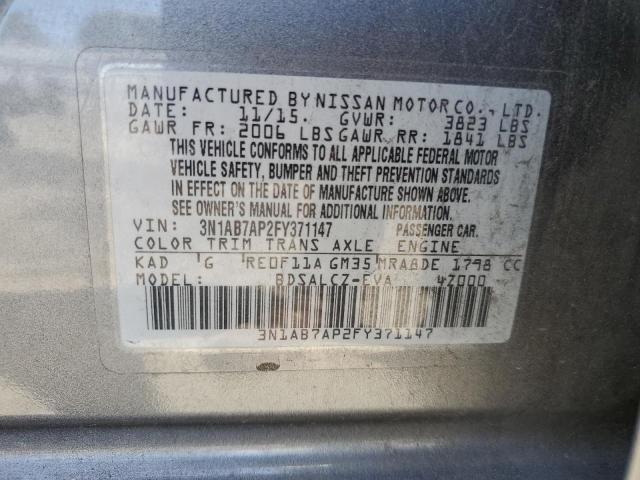 MANUFACTURED BY NISSAN MOTOR CO., LTD.
DATE: 11/15. GVWR: 3823 LBS
GAWR FR: 2006 LBS GAWR RR: 1841 LBS
THIS VEHICLE CONFORMS TO ALL APPLICABLE FEDERAL MOTOR
VEHICLE SAFETY, BUMPER AND THEFT PREVENTION STANDARDS
IN EFFECT ON THE DATE OF MANUFACTURE SHOWN ABOVE.
SEE OWNER'S MANUAL FOR ADDITIONAL INFORMATION.
VIN: 3N1AB7AP2FY371147 PASSENGER CAR.
COLOR TRIM TRANS AXLE ENGINE
KAD G RE0F11A GM35 MRA8DE 1798 CC
MODEL: BDSALCZ-EVA 4Z000
3N1AB7AP2FY371147